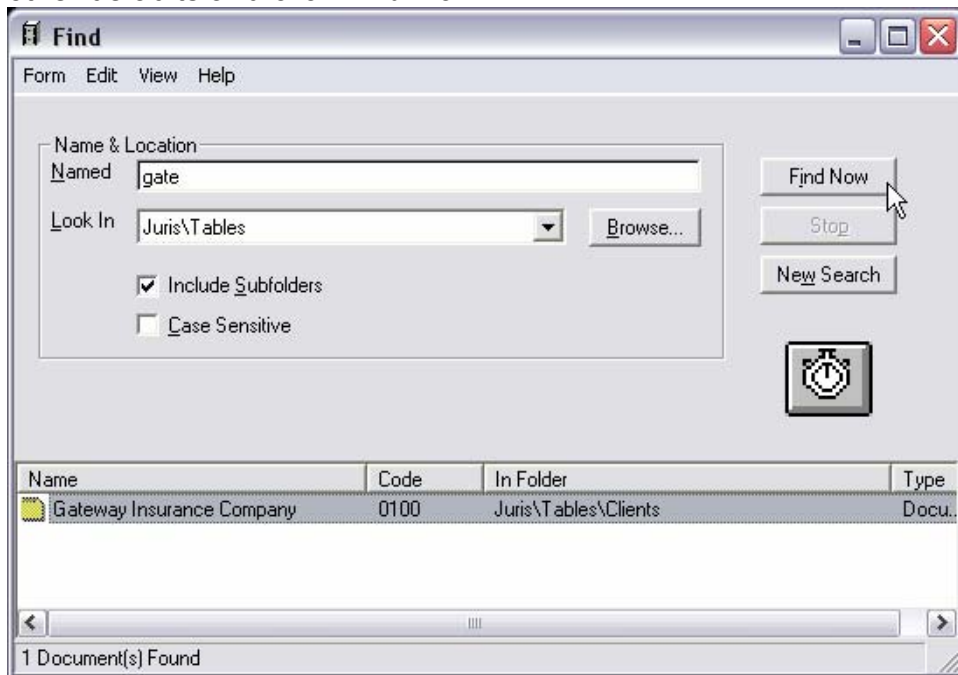 Find
Form Edit View Help
Name & Location
Named gate
Find Now
Look In Juris\Tables Browse...
Stop
Include Subfolders
New Search
Case Sensitive
Name Code In Folder Type
Gateway Insurance Company 0100 Juris\Tables\Clients Docu..
1 Document(s) Found